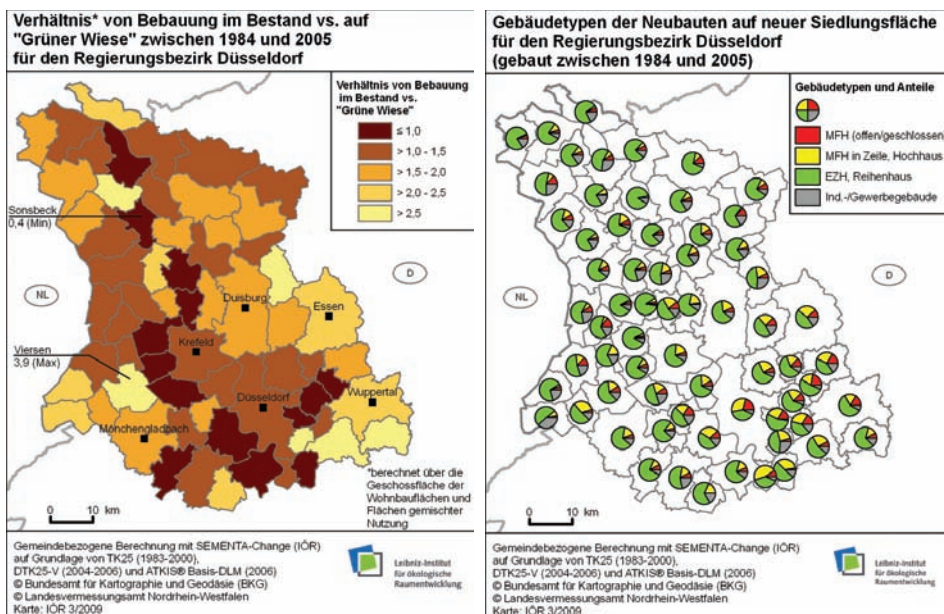 Verhältnis* von Bebauung im Bestand vs. auf
"Grüner Wiese" zwischen 1984 und 2005
für den Regierungsbezirk Düsseldorf
Verhältnis von Bebauung
im Bestand vs.
"Grüne Wiese"
≤ 1,0
> 1,0 - 1,5
> 1,5 - 2,0
> 2,0 - 2,5
> 2,5
Sonsbeck
0,4 (Min)
NL
D
Duisburg
Essen
Krefeld
Viersen
3,9 (Max)
Düsseldorf
Wuppertal
Mönchengladbach
*berechnet über die
Geschossfläche der
Wohnbauflächen und
Flächen gemischter
Nutzung
0 10 km
Gemeindebezogene Berechnung mit SEMENTA-Change (IÖR)
auf Grundlage von TK25 (1983-2000),
DTK25-V (2004-2006) und ATKIS® Basis-DLM (2006)
© Bundesamt für Kartographie und Geodäsie (BKG)
© Landesvermessungsamt Nordrhein-Westfalen
Karte: IÖR 3/2009
Leibniz-Institut
für ökologische
Raumentwicklung
Gebäudetypen der Neubauten auf neuer Siedlungsfläche
für den Regierungsbezirk Düsseldorf
(gebaut zwischen 1984 und 2005)
Gebäudetypen und Anteile
MFH (offen/geschlossen)
MFH in Zeile, Hochhaus
EZH, Reihenhaus
Ind.-/Gewerbegebäude
NL
D
0 10 km
Gemeindebezogene Berechnung mit SEMENTA-Change (IÖR)
auf Grundlage von TK25 (1983-2000),
DTK25-V (2004-2006) und ATKIS® Basis-DLM (2006)
© Bundesamt für Kartographie und Geodäsie (BKG)
© Landesvermessungsamt Nordrhein-Westfalen
Karte: IÖR 3/2009
Leibniz-Institut
für ökologische
Raumentwicklung